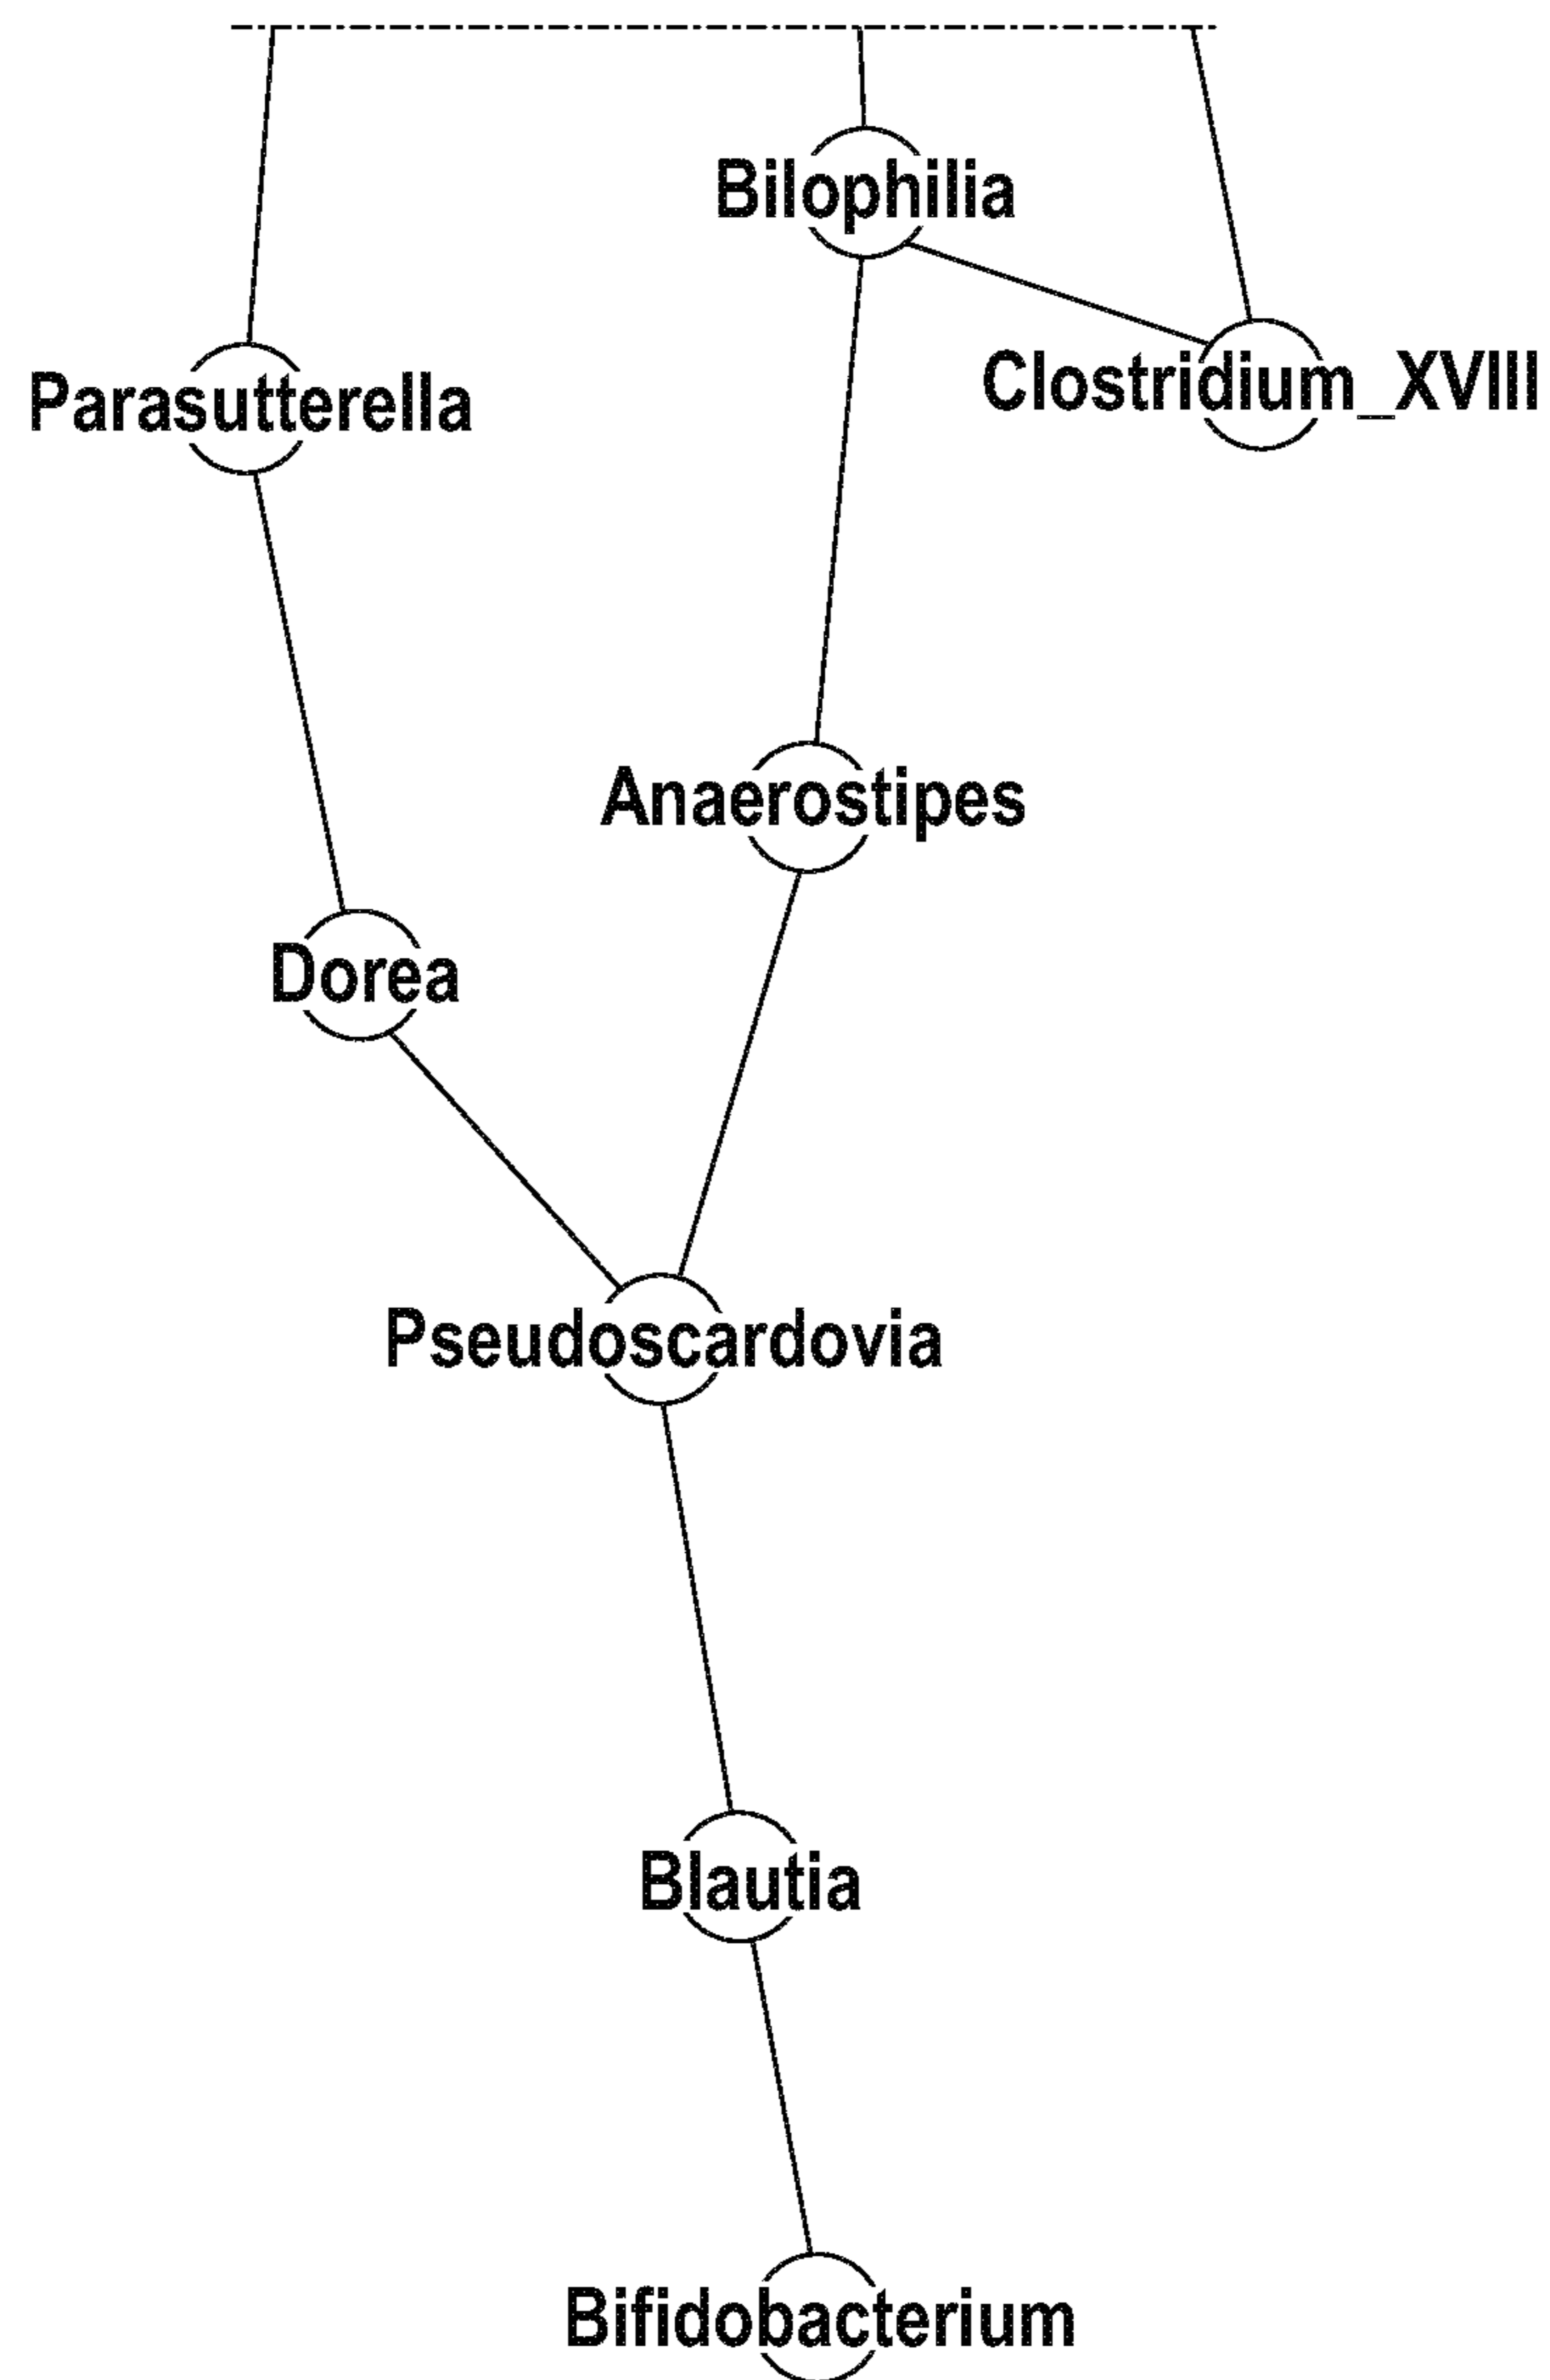 Bilophilia
Clostridium_XVIII
Parasutterella
Anaerostipes
Dorea
Pseudoscardovia
Blautia
Bifidobacterium